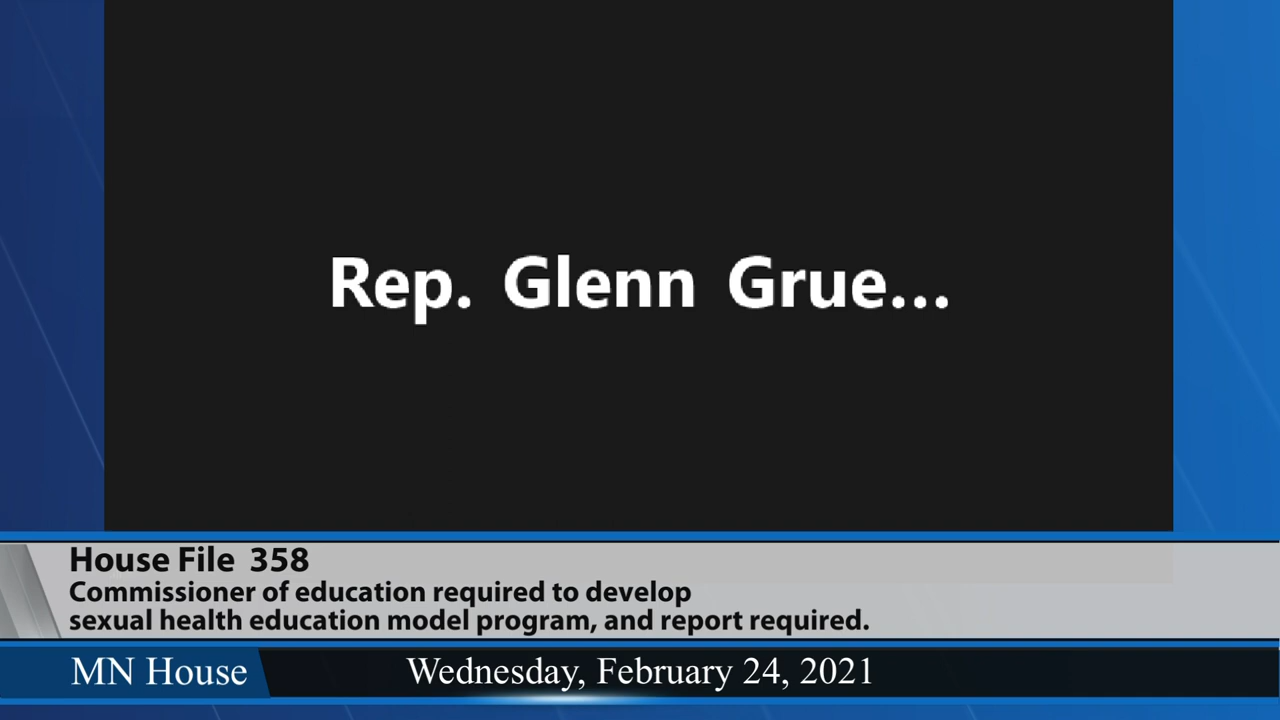 Rep. Glenn Grue...
House File 358
Commissioner of education required to develop
sexual health education model program, and report required.
MN House
Wednesday, February 24, 2021